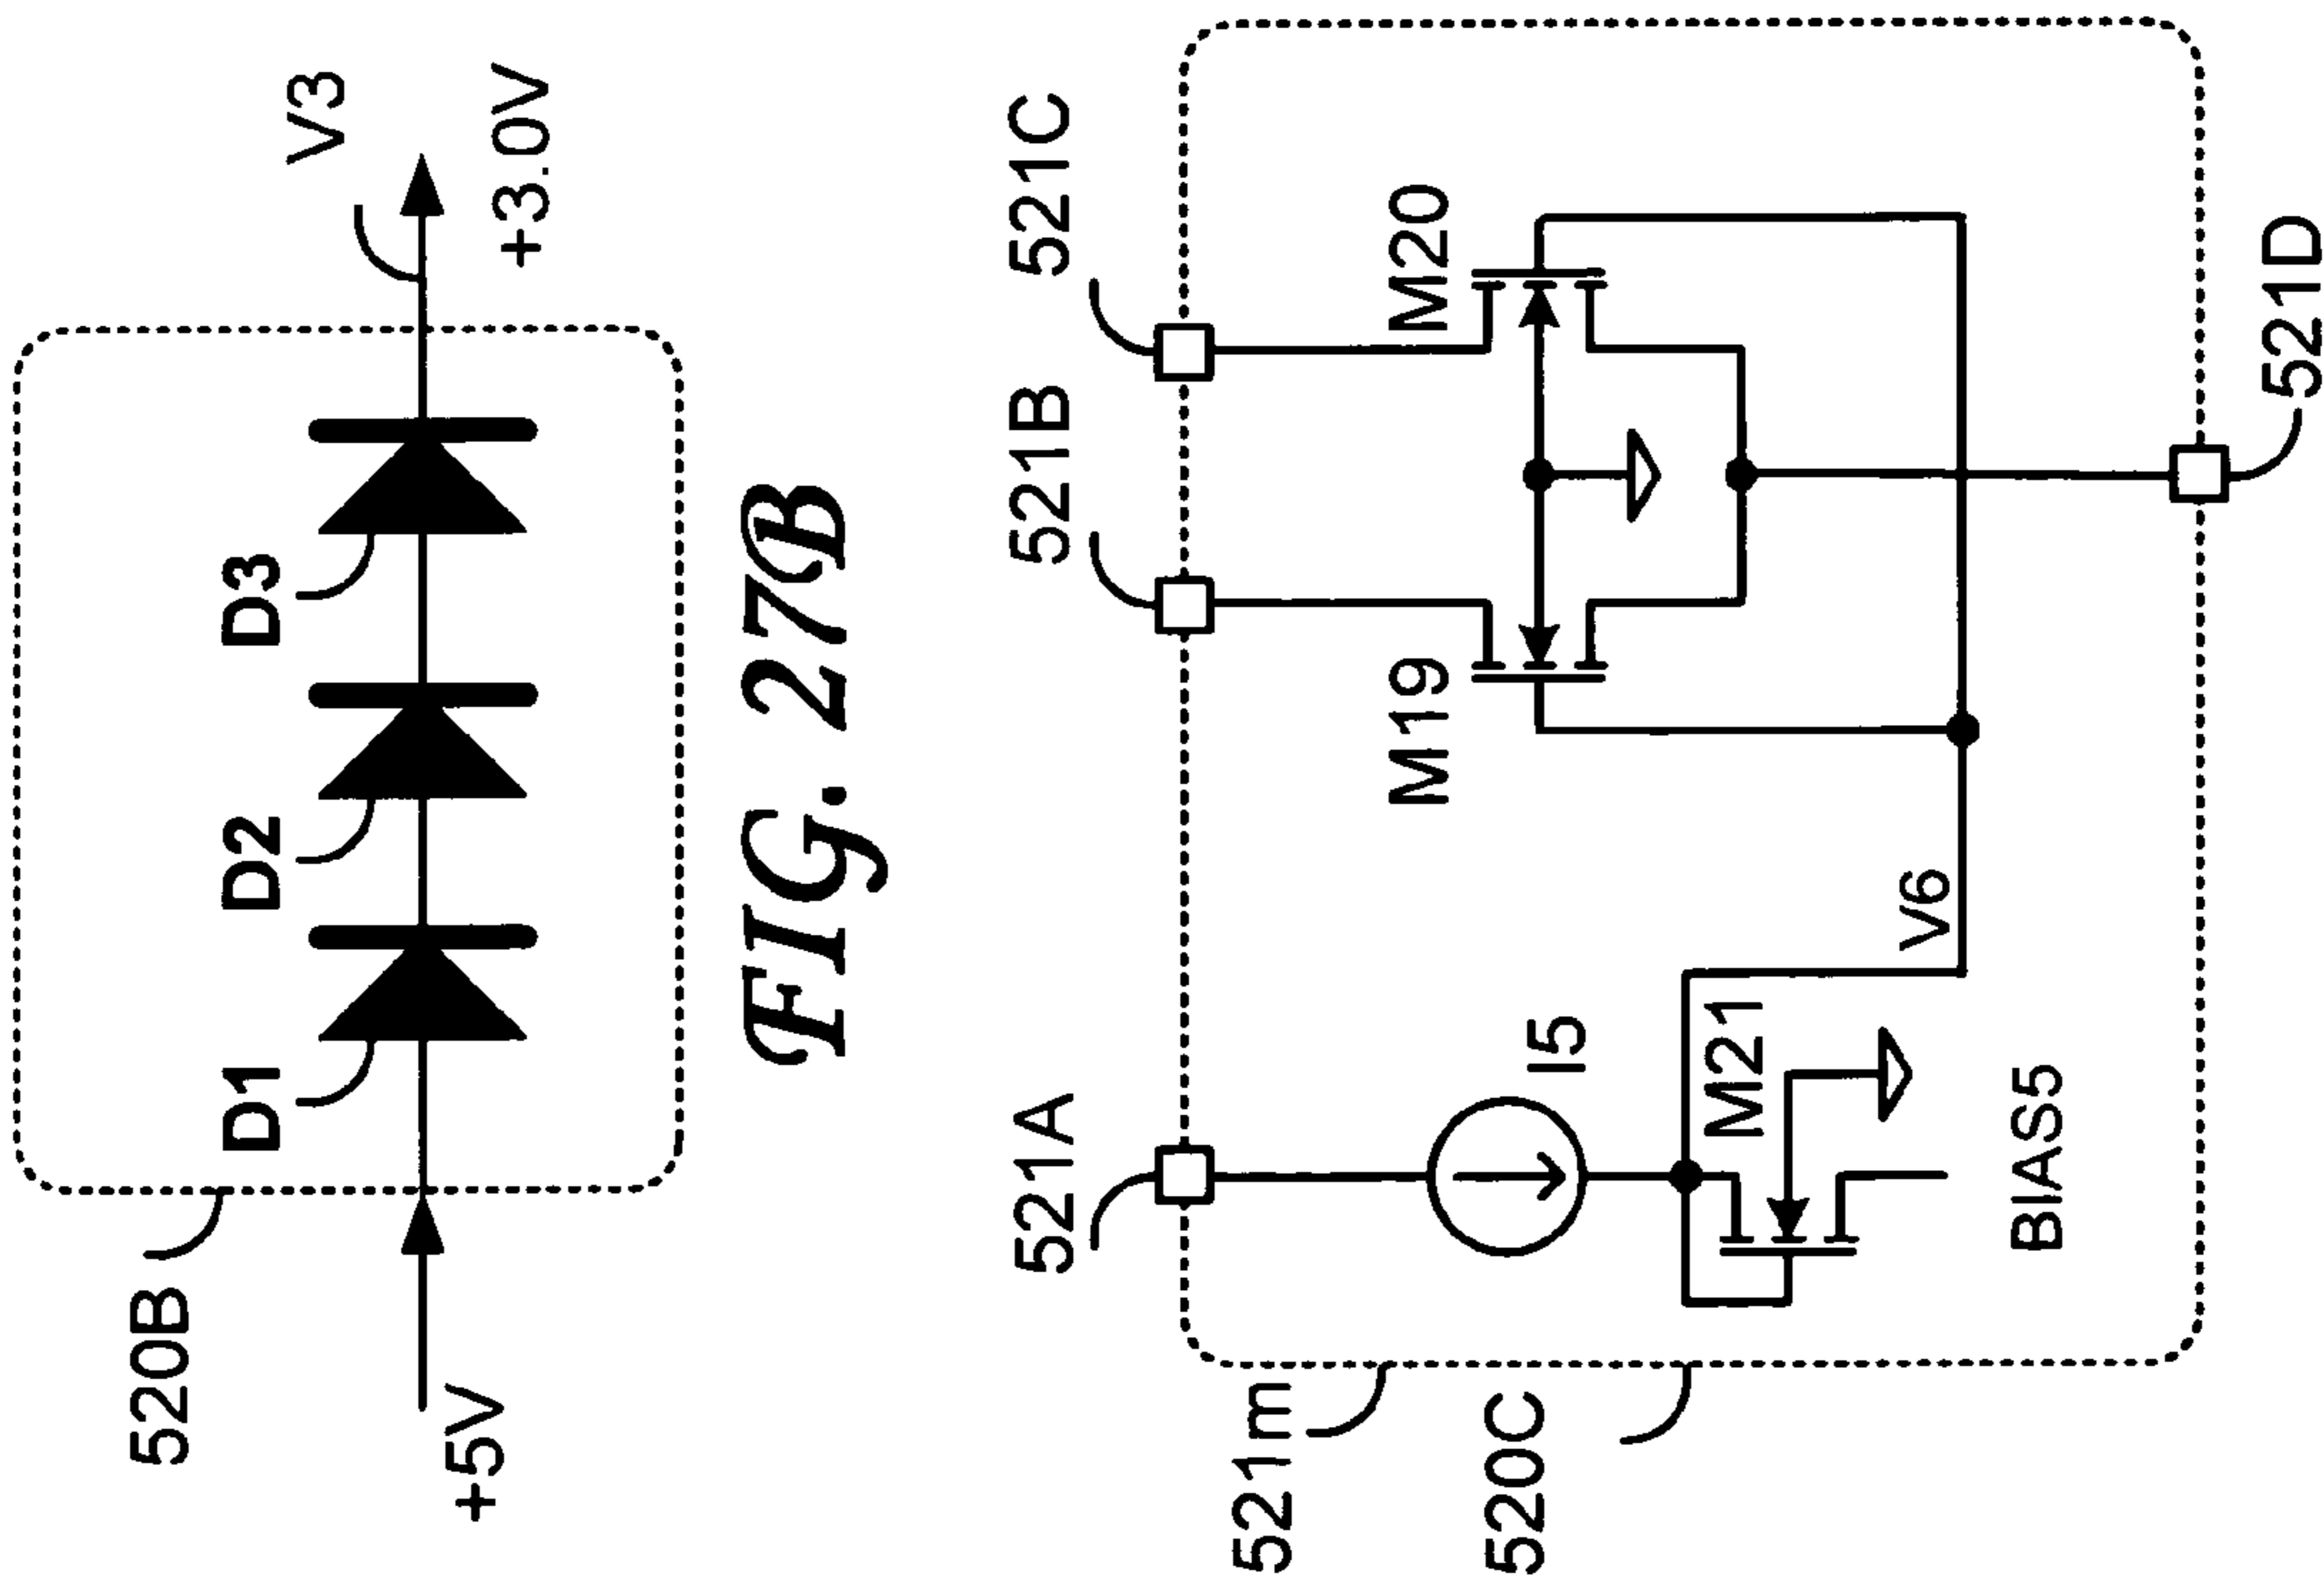 520B
+5V
D1
D2
D3
V3
+3.0V
FIG. 27B
521m
520C
521A
521B
521C
I5
M21
BIAS5
V6
M19
M20
521D